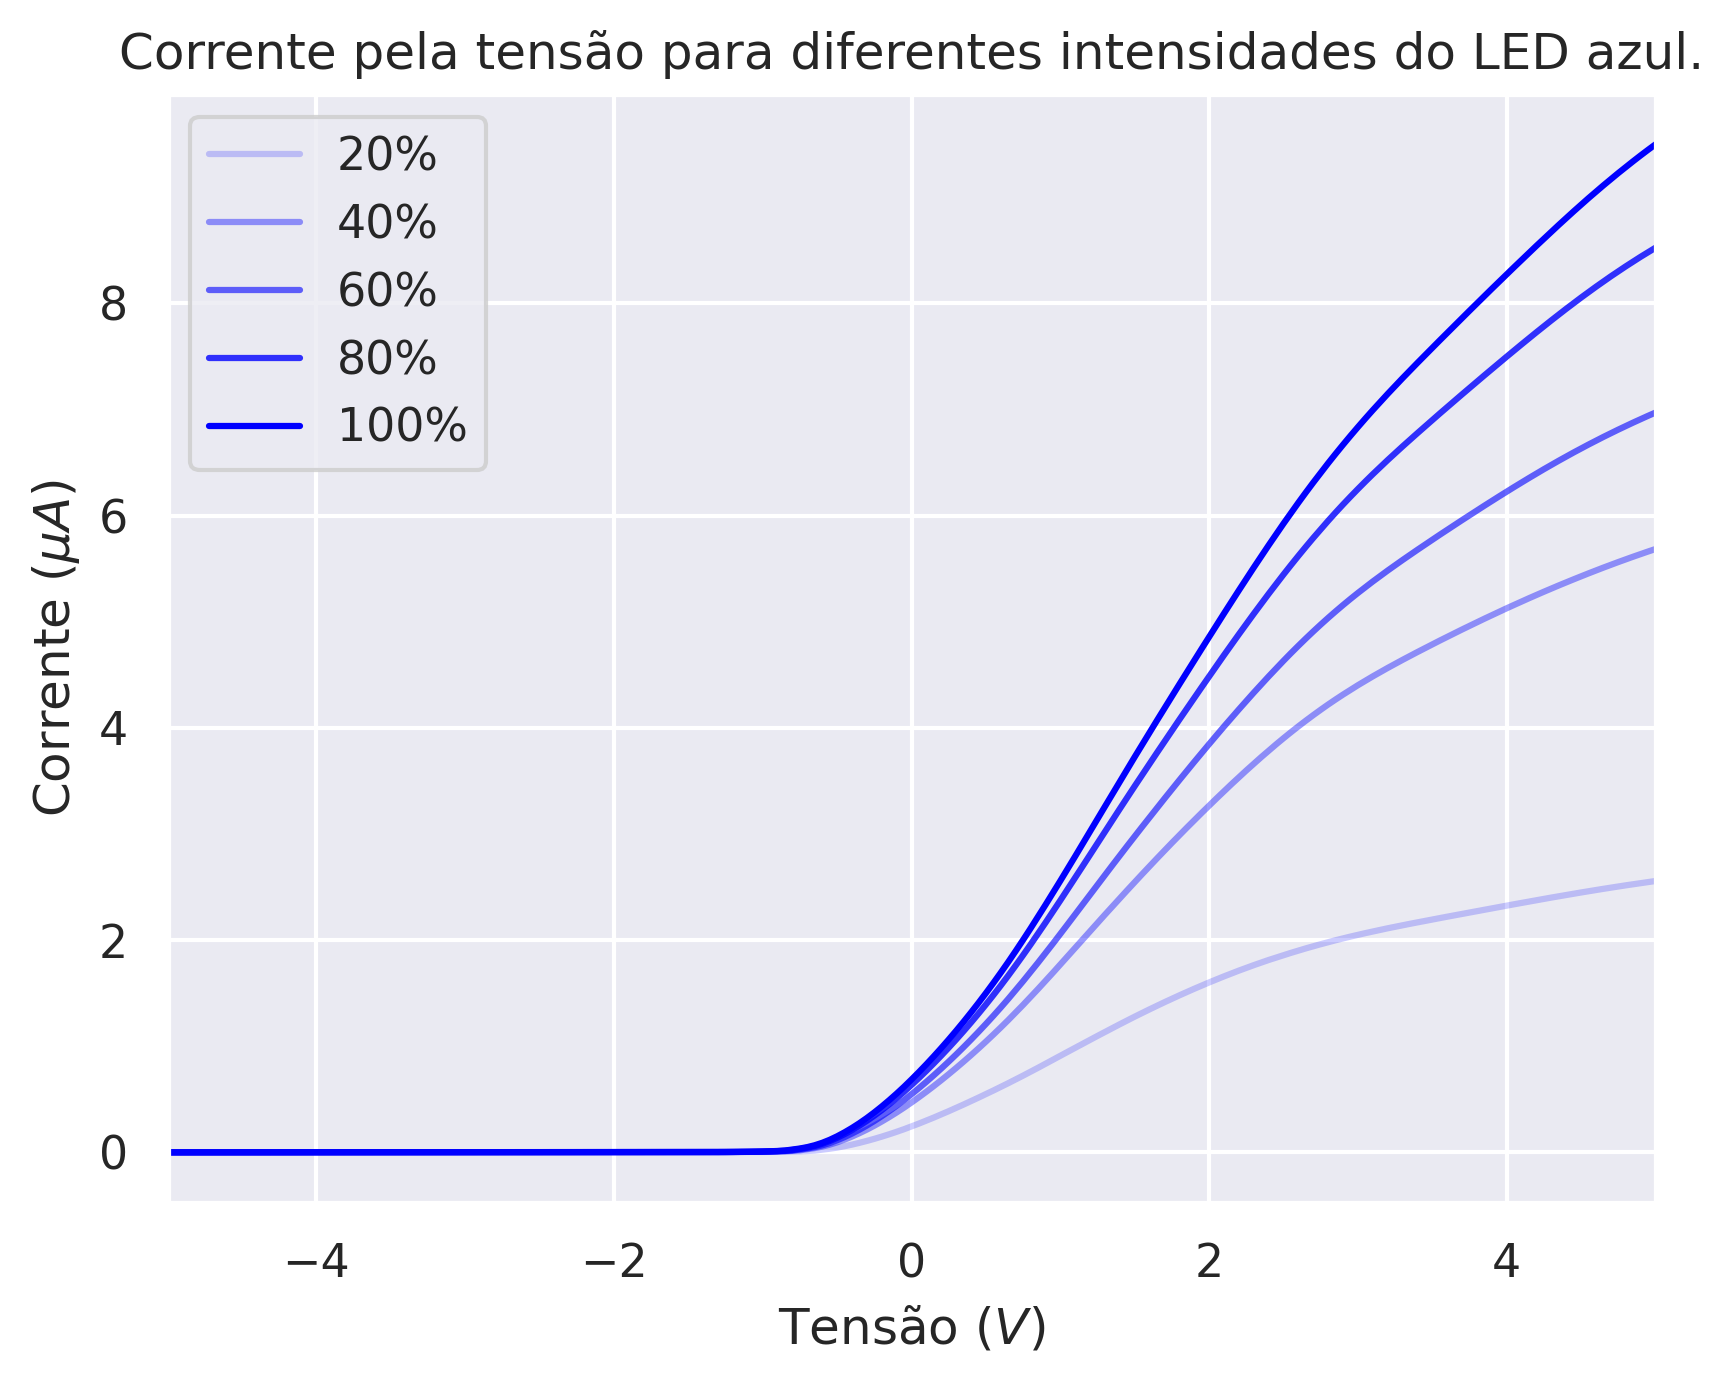 Corrente pela tensão para diferentes intensidades do LED azul.
20%
40%
60%
80%
100%
Corrente (μA)
8
6
4
2
0
−4 −2 0 2 4
Tensão (V)